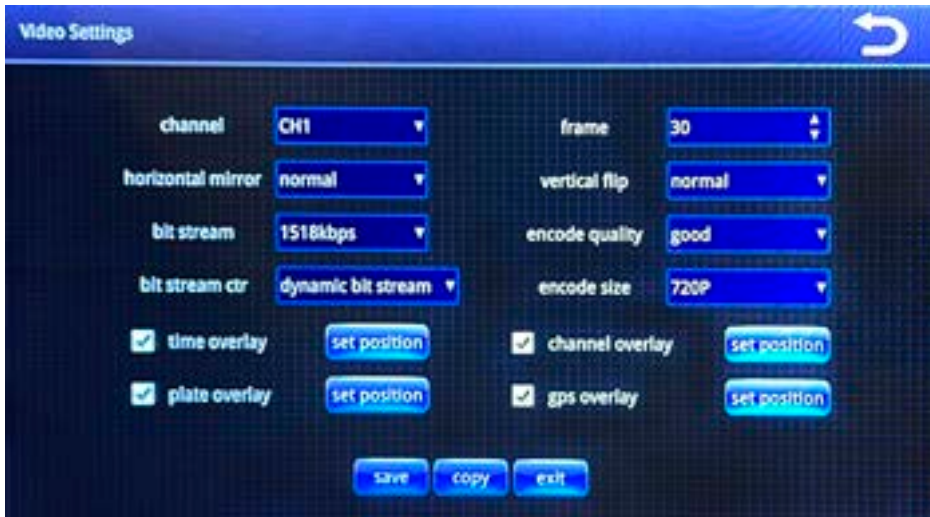 Video Settings
channel CH1 frame 30
horizontal mirror normal vertical flip normal
bit stream 1518kbps encode quality good
bit stream ctr dynamic bit stream encode size 720P
time overlay set position channel overlay set position
plate overlay set position gps overlay set position
save copy exit